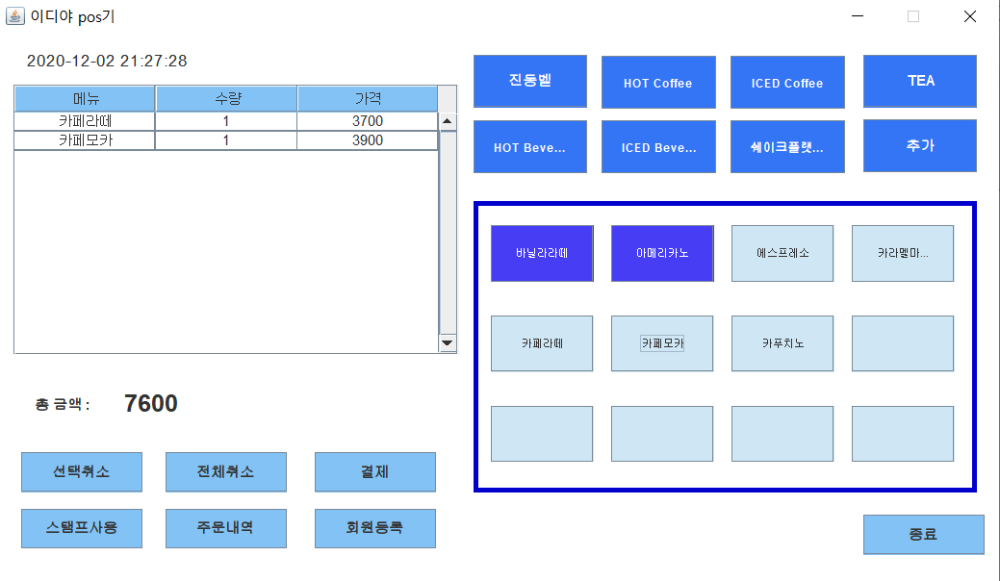 이디야 pos기
2020-12-02 21:27:28
메뉴 수량 가격
카페라떼 1 3700
카페모카 1 3900
총 금액 : 7600
선택취소 전체취소 결제
스탬프사용 주문내역 회원등록
진동벨 HOT Coffee ICED Coffee TEA
HOT Beve... ICED Beve... 쉐이크플랫... 추가
바닐라라떼 아메리카노 에스프레소 카라멜마...
카페라떼 카페모카 카푸치노
종료